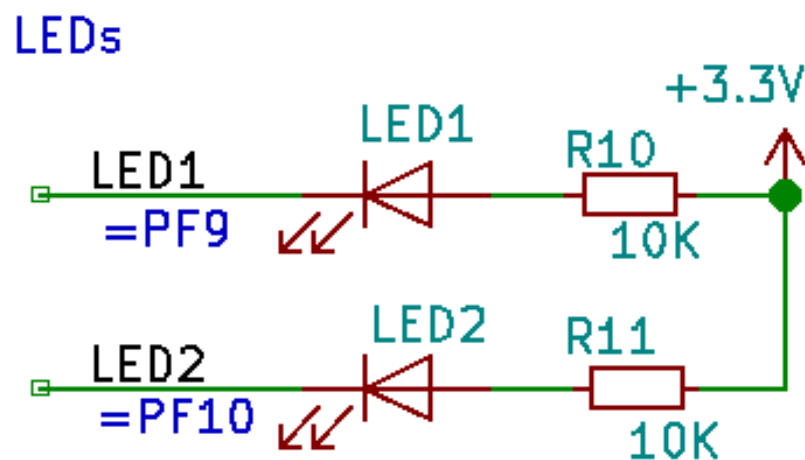 LEDs
+3.3V
LED1
R10
LED1
=PF9
10K
LED2
R11
LED2
=PF10
10K